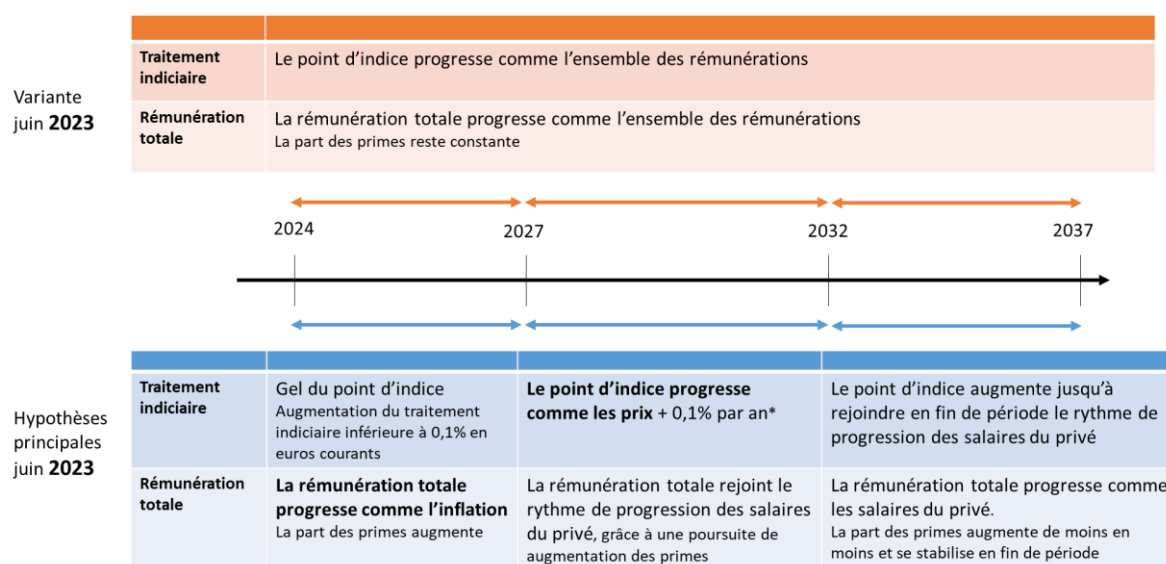 Variante
juin 2023
Traitement
indiciaire
Le point d’indice progresse comme l’ensemble des rémunérations
Rémunération
totale
La rémunération totale progresse comme l’ensemble des rémunérations
La part des primes reste constante
2024
2027
2032
2037
Hypothèses
principales
juin 2023
Traitement
indiciaire
Gel du point d’indice
Augmentation du traitement
indiciaire inférieure à 0,1% en
euros courants
Le point d’indice progresse
comme les prix + 0,1% par an*
Le point d’indice augmente jusqu’à
rejoindre en fin de période le rythme de
progression des salaires du privé
Rémunération
totale
La rémunération totale
progresse comme l’inflation
La part des primes augmente
La rémunération totale rejoint le
rythme de progression des salaires
du privé, grâce à une poursuite de
augmentation des primes
La rémunération totale progresse comme
les salaires du privé.
La part des primes augmente de moins en
moins et se stabilise en fin de période